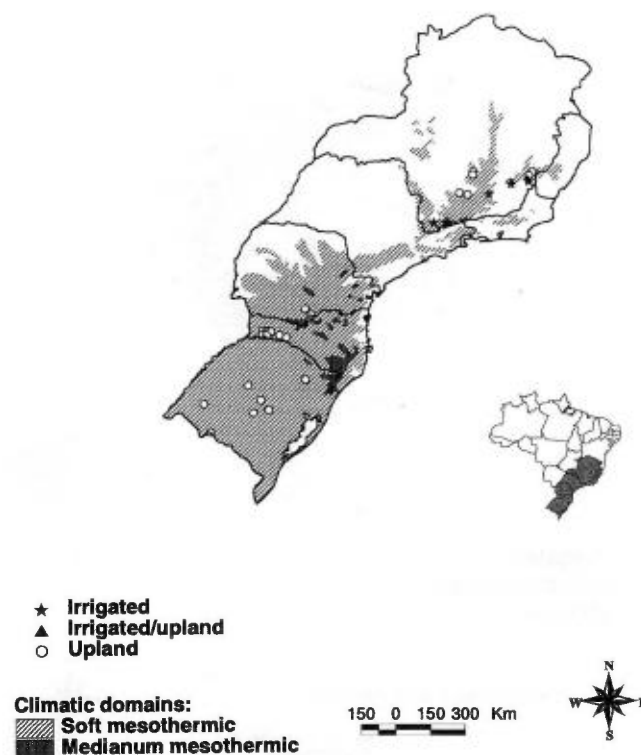 Irrigated
Irrigated/upland
Upland
Climatic domains:
Soft mesothermic
Medianum mesothermic
150 0 150 300 Km
N
W
S